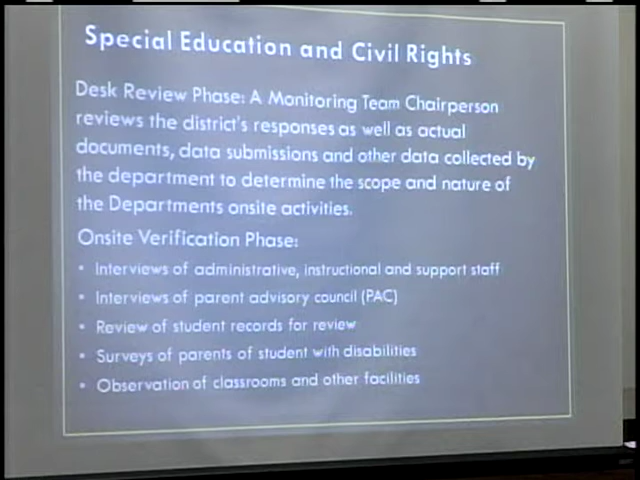 Special Education and Civil Rights
Desk Review Phase: A Monitoring Team Chairperson
reviews the district's responses as well as actual
documents, data submissions and other data collected by
the department to determine the scope and nature of
the Departments onsite activities.
Onsite Verification Phase:
• Interviews of administrative, instructional and support staff
• Interviews of parent advisory council (PAC)
• Review of student records for review
• Surveys of parents of student with disabilities
• Observation of classrooms and other facilities